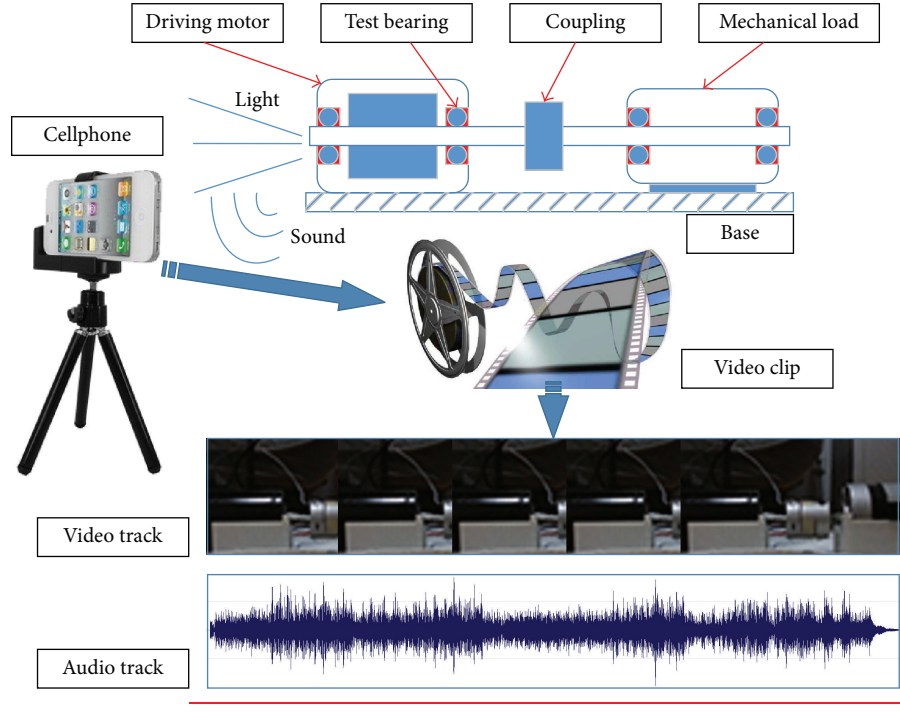 Driving motor
Test bearing
Coupling
Mechanical load
Light
Cellphone
Sound
Base
Video clip
Video track
Audio track